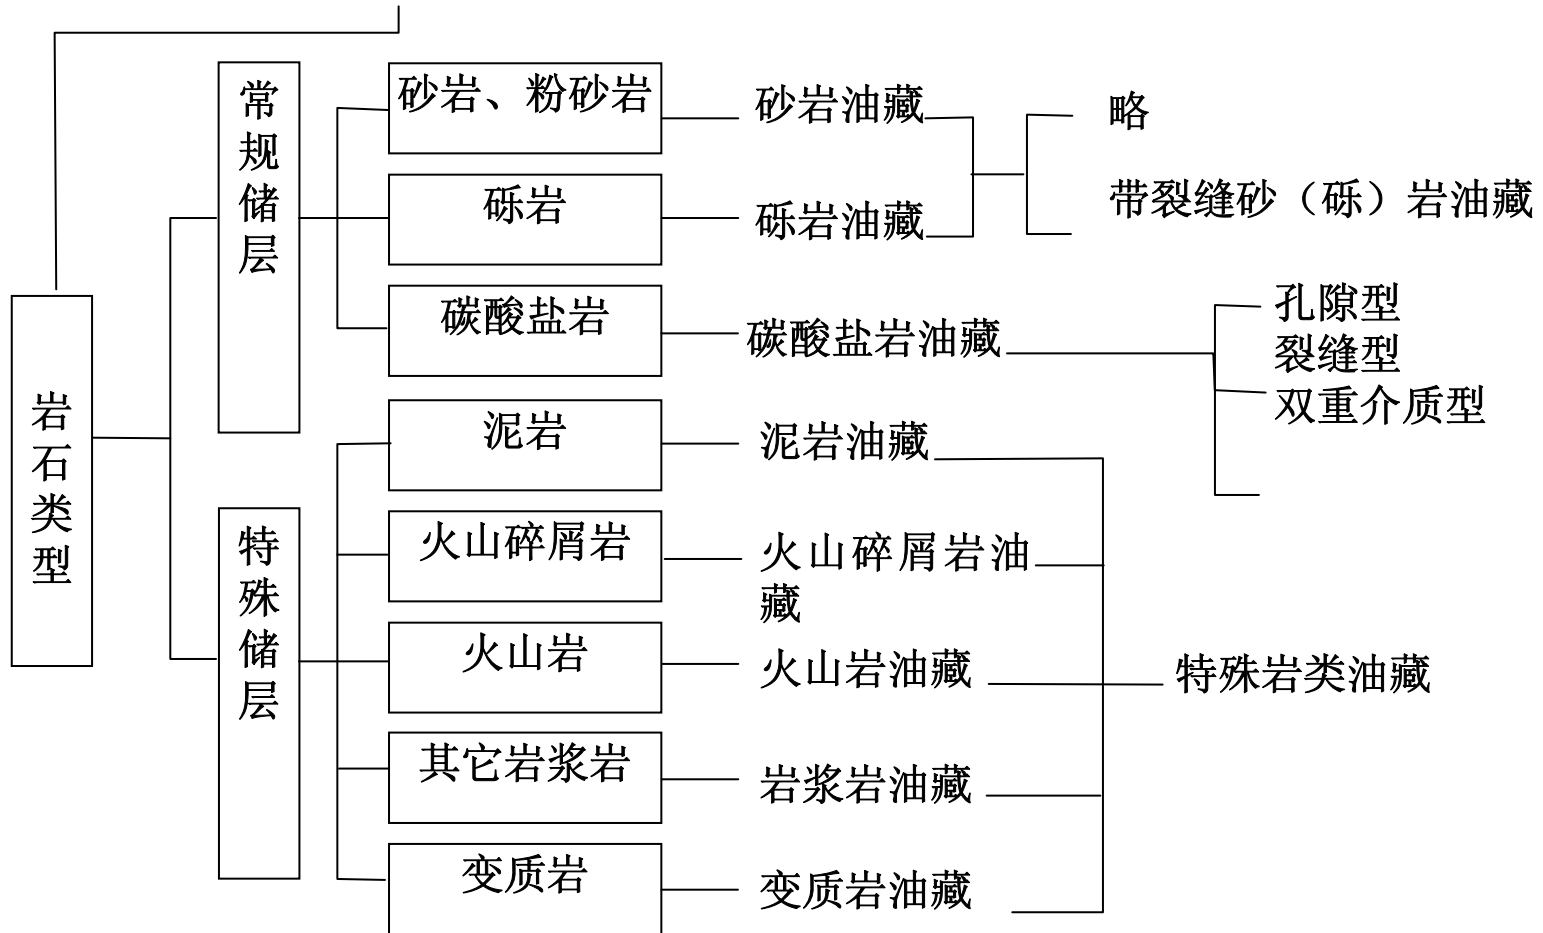 岩石类型
常规储层
砂岩、粉砂岩
砂岩油藏
略
砾岩
砾岩油藏
带裂缝砂（砾）岩油藏
碳酸盐岩
碳酸盐岩油藏
孔隙型
裂缝型
双重介质型
特殊储层
泥岩
泥岩油藏
火山碎屑岩
火山碎屑岩油
藏
火山岩
火山岩油藏
特殊岩类油藏
其它岩浆岩
岩浆岩油藏
变质岩
变质岩油藏